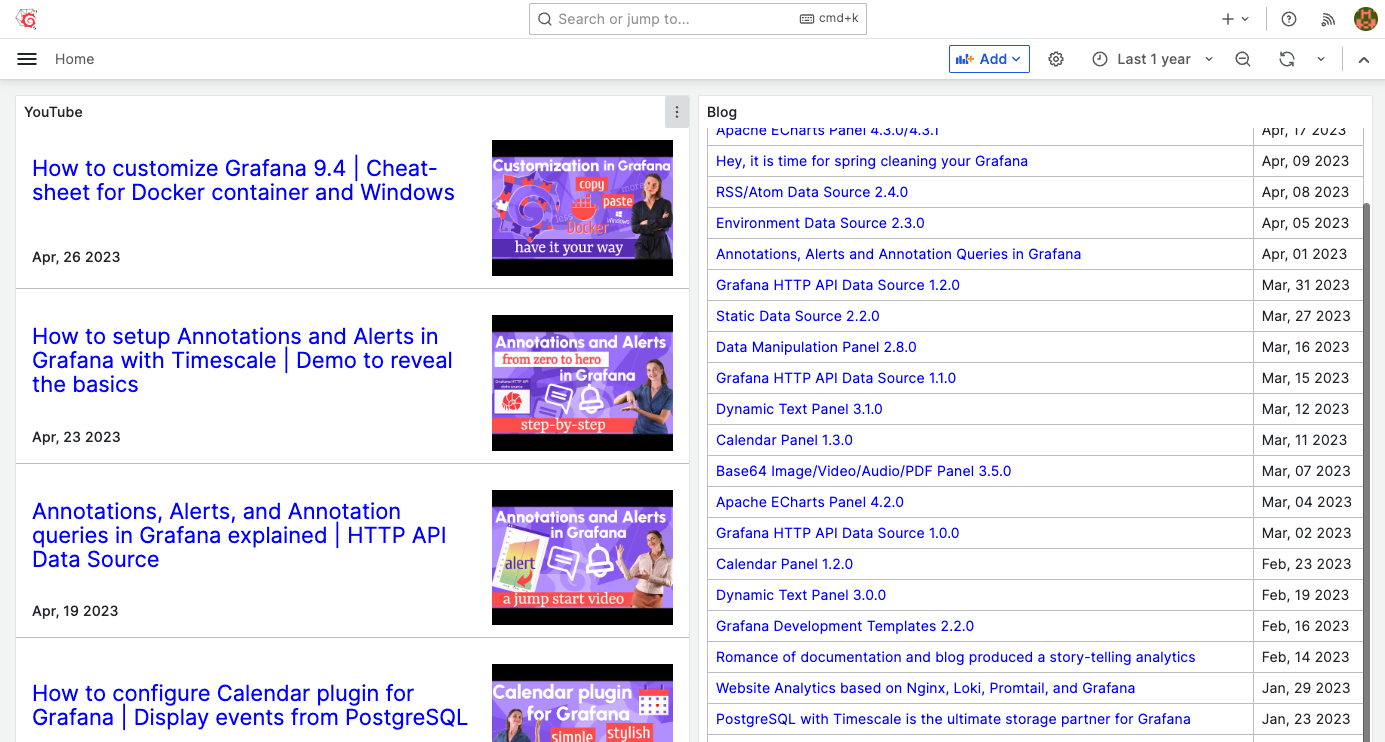 Search or jump to...
cmd+k
Home
Add
Last 1 year
YouTube
How to customize Grafana 9.4 | Cheat-
sheet for Docker container and Windows
Apr, 26 2023
Customization in Grafana
copy
more
paste
less
Windows
Docker
have it your way
How to setup Annotations and Alerts in
Grafana with Timescale | Demo to reveal
the basics
Apr, 23 2023
Annotations and Alerts
from zero to hero
in Grafana
Grafana HTTP API
data source
step-by-step
Annotations, Alerts, and Annotation
queries in Grafana explained | HTTP API
Data Source
Apr, 19 2023
Annotations and Alerts
in Grafana
alert
a jump start video
How to configure Calendar plugin for
Grafana | Display events from PostgreSQL
Calendar plugin
for Grafana
simple
stylish
Blog
Apache ECharts Panel 4.3.0/4.3.1 Apr, 17 2023
Hey, it is time for spring cleaning your Grafana Apr, 09 2023
RSS/Atom Data Source 2.4.0 Apr, 08 2023
Environment Data Source 2.3.0 Apr, 05 2023
Annotations, Alerts and Annotation Queries in Grafana Apr, 01 2023
Grafana HTTP API Data Source 1.2.0 Mar, 31 2023
Static Data Source 2.2.0 Mar, 27 2023
Data Manipulation Panel 2.8.0 Mar, 16 2023
Grafana HTTP API Data Source 1.1.0 Mar, 15 2023
Dynamic Text Panel 3.1.0 Mar, 12 2023
Calendar Panel 1.3.0 Mar, 11 2023
Base64 Image/Video/Audio/PDF Panel 3.5.0 Mar, 07 2023
Apache ECharts Panel 4.2.0 Mar, 04 2023
Grafana HTTP API Data Source 1.0.0 Mar, 02 2023
Calendar Panel 1.2.0 Feb, 23 2023
Dynamic Text Panel 3.0.0 Feb, 19 2023
Grafana Development Templates 2.2.0 Feb, 16 2023
Romance of documentation and blog produced a story-telling analytics Feb, 14 2023
Website Analytics based on Nginx, Loki, Promtail, and Grafana Jan, 29 2023
PostgreSQL with Timescale is the ultimate storage partner for Grafana Jan, 23 2023